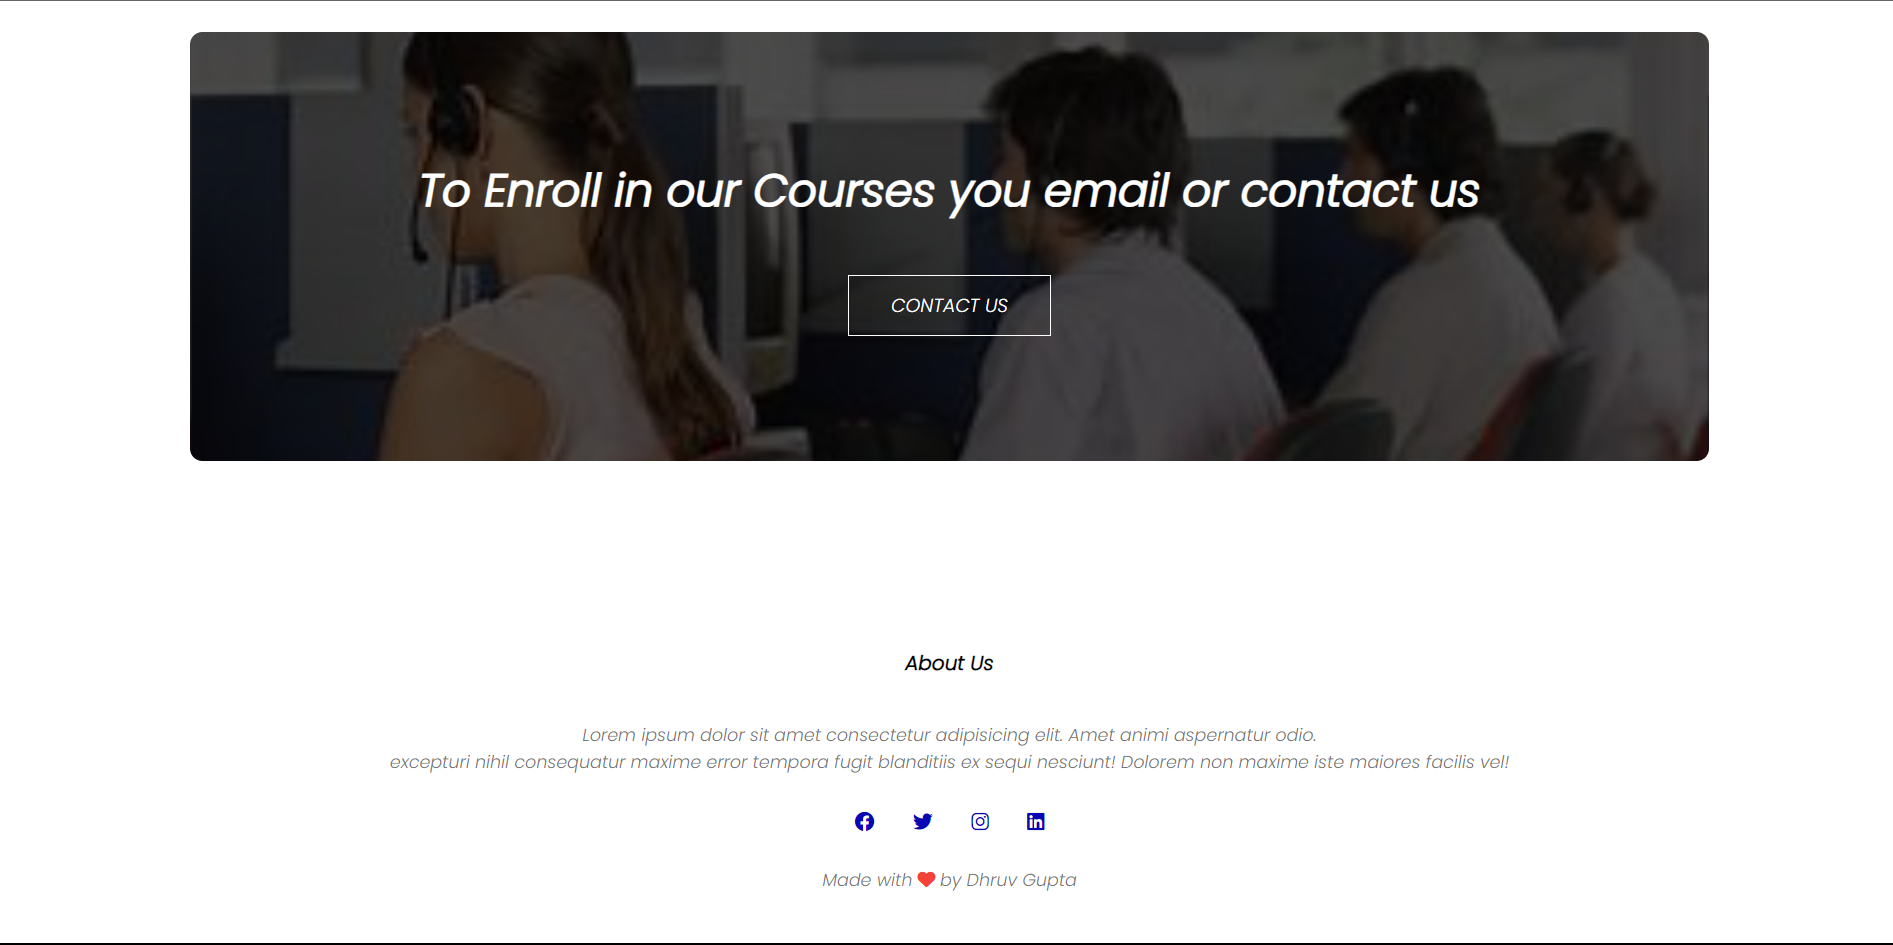 To Enroll in our Courses you email or contact us
CONTACT US
About Us
Lorem ipsum dolor sit amet consectetur adipisicing elit. Amet animi aspernatur odio.
excepturi nihil consequatur maxime error tempora fugit blanditiis ex sequi nesciunt! Dolorem non maxime iste maiores facilis vel!
Made with ❤ by Dhruv Gupta